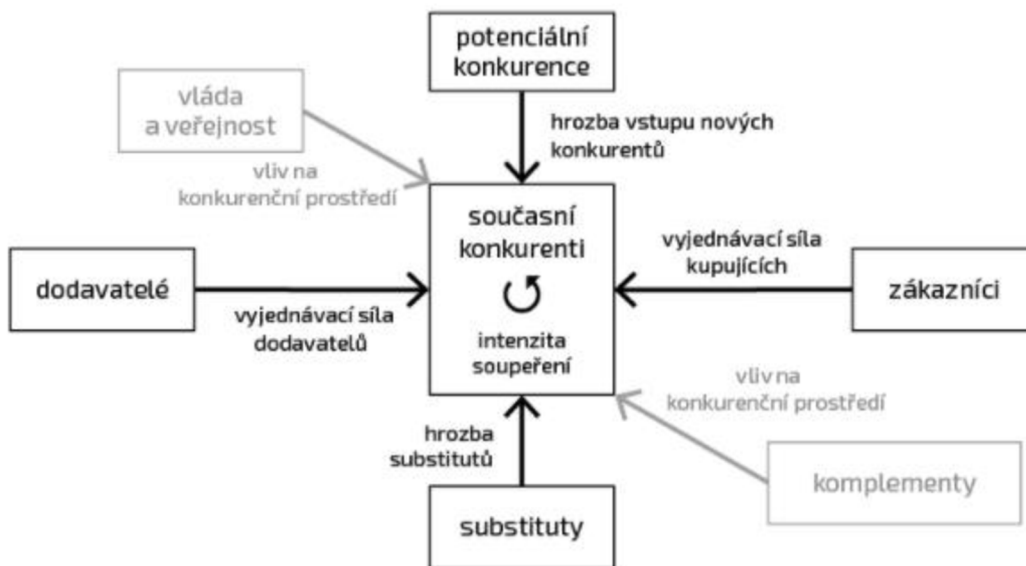 potenciální
konkurence
vláda
a veřejnost
hrozba vstupu nových
konkurentů
vliv na
konkurenční prostředí
současní
konkurenti
intenzita
soupeření
dodavatelé
vyjednávací síla
dodavatelů
vyjednávací síla
kupujících
zákazníci
vliv na
konkurenční prostředí
hrozba
substitutů
komplementy
substituty